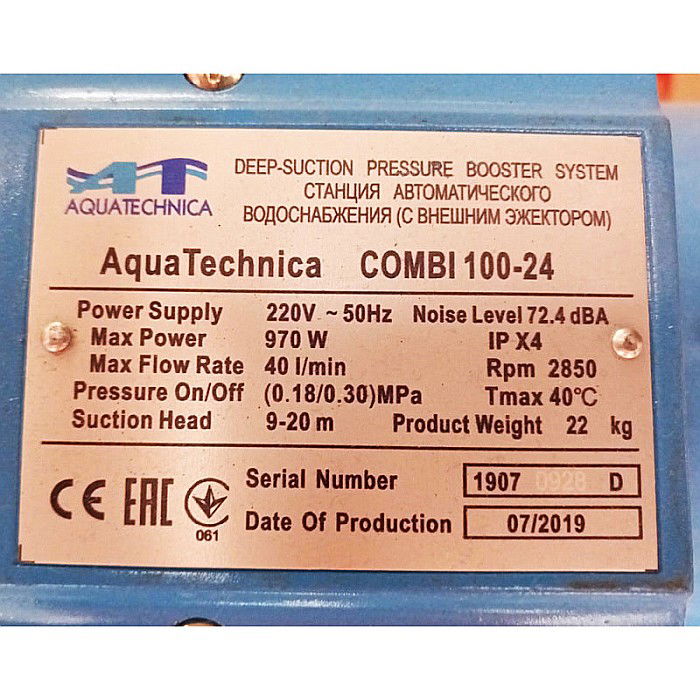 AT
AQUATECHNICA
DEEP-SUCTION PRESSURE BOOSTER SYSTEM
СТАНЦИЯ АВТОМАТИЧЕСКОГО
ВОДОСНАБЖЕНИЯ (С ВНЕШНИМ ЭЖЕКТОРОМ)
AquaTechnica COMBI 100-24
Power Supply 220V ~ 50Hz Noise Level 72.4 dBA
Max Power 970 W IP X4
Max Flow Rate 40 l/min Rpm 2850
Pressure On/Off (0.18/0.30)MPa Tmax 40°C
Suction Head 9-20 m Product Weight 22 kg
CE EAC 061
Serial Number 1907 0928 D
Date Of Production 07/2019